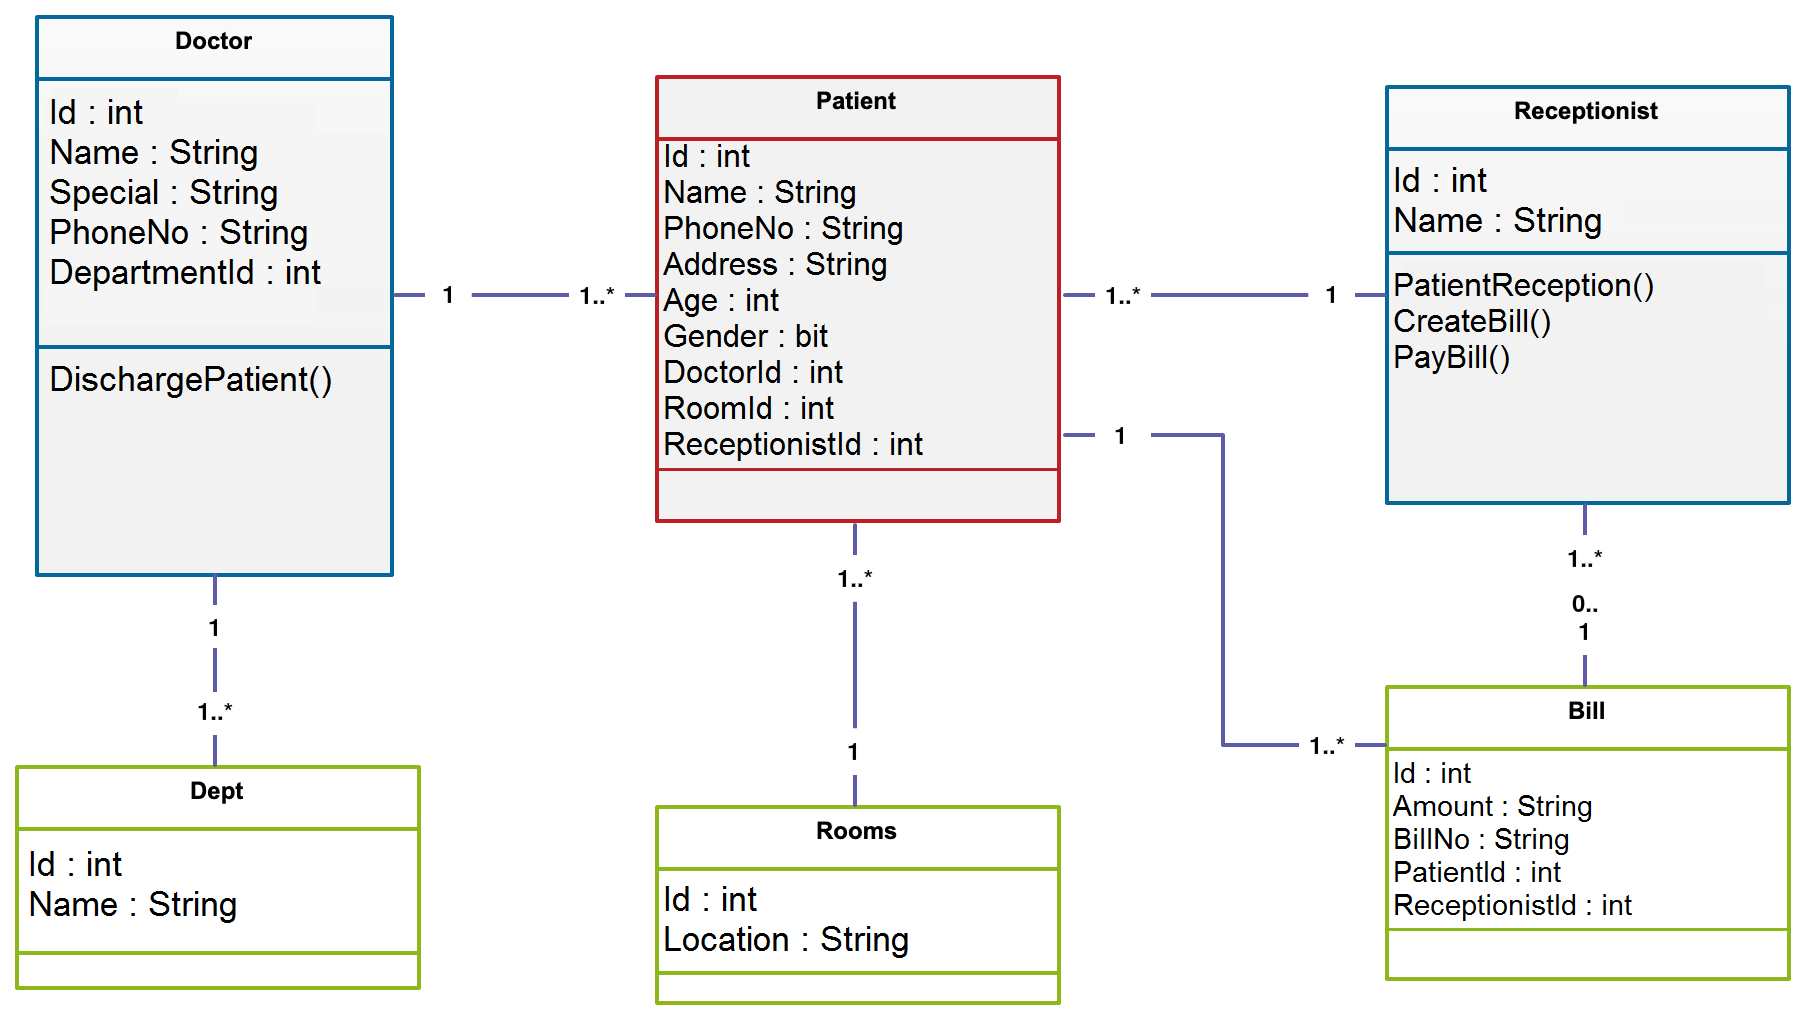 Doctor
Id : int
Name : String
Special : String
PhoneNo : String
DepartmentId : int
DischargePatient()
1
1..*
Patient
Id : int
Name : String
PhoneNo : String
Address : String
Age : int
Gender : bit
DoctorId : int
RoomId : int
ReceptionistId : int
1..*
1
Receptionist
Id : int
Name : String
PatientReception()
CreateBill()
PayBill()
1
1..*
1..*
0..
1
1
1..*
Dept
Id : int
Name : String
1..*
1
Rooms
Id : int
Location : String
Bill
Id : int
Amount : String
BillNo : String
PatientId : int
ReceptionistId : int